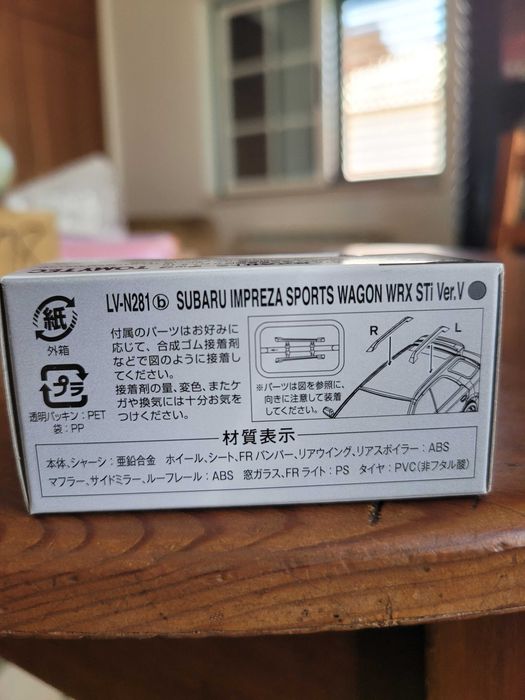 TOMYTEC
LV-N281 ⓑ SUBARU IMPREZA SPORTS WAGON WRX STi Ver.V
紙
外箱
プラ
透明パッキン:PET
袋:PP
付属のパーツはお好みに
応じて、合成ゴム接着剤
などで図のように接着し
てください。
接着剤の量、変色、またケ
ガや換気には十分お気を
つけください。
※パーツは図を参照に、
向きに注意して装着
してください。
R
L
材質表示
本体、シャーシ:亜鉛合金 ホイール、シート、FRバンパー、リアウイング、リアスポイラー:ABS
マフラー、サイドミラー、ルーフレール:ABS 窓ガラス、FRライト:PS タイヤ:PVC(非フタル酸)